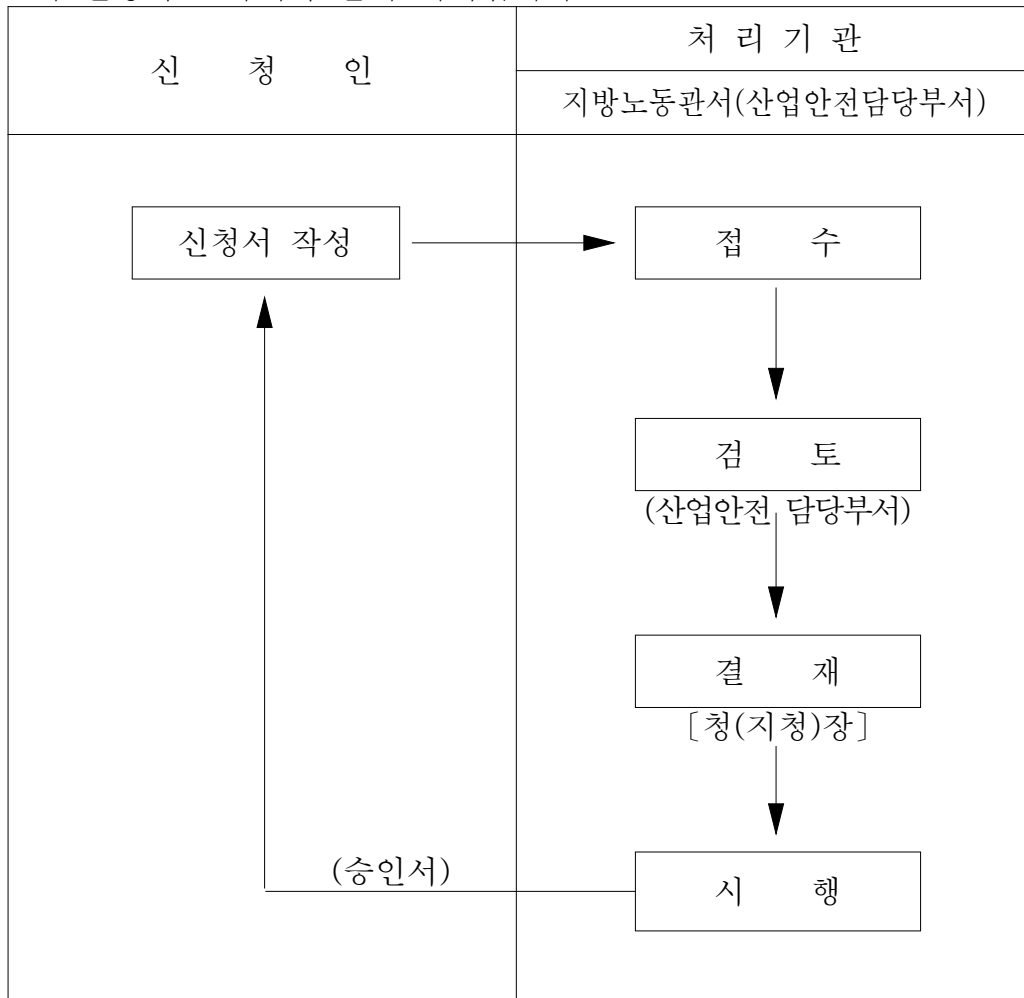 신 청 인
처 리 기 관
지방노동관서(산업안전담당부서)
신청서 작성
접 수
검 토
(산업안전 담당부서)
결 재
[청(지청)장]
(승인서)
시 행